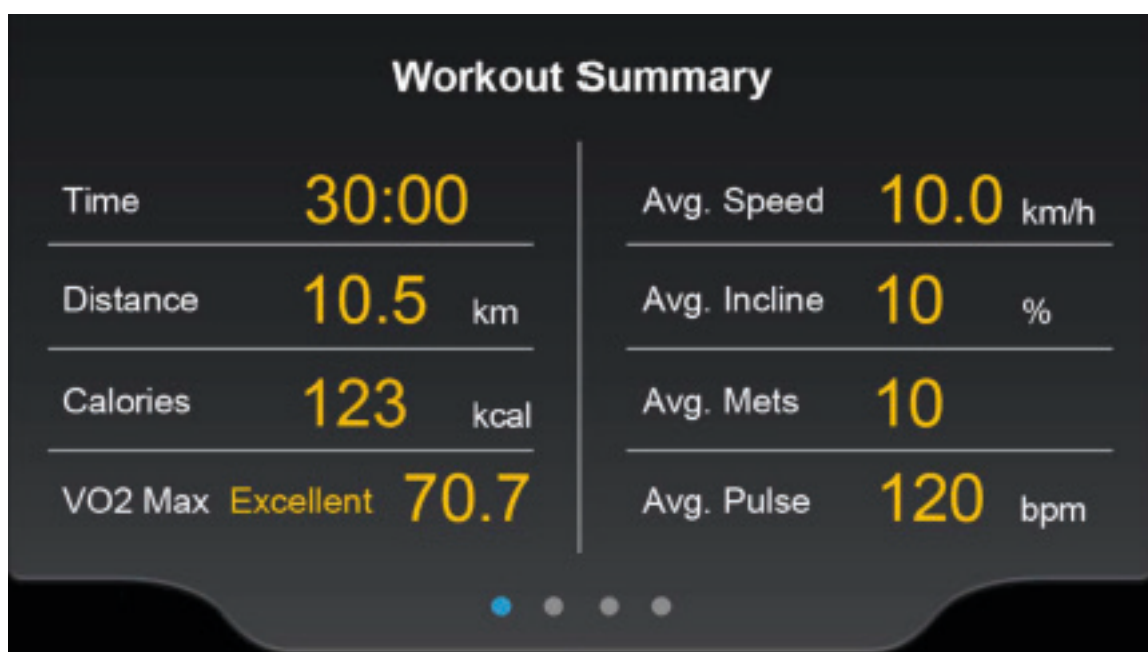 Workout Summary
Time 30:00
Distance 10.5 km
Calories 123 kcal
VO2 Max Excellent 70.7
Avg. Speed 10.0 km/h
Avg. Incline 10 %
Avg. Mets 10
Avg. Pulse 120 bpm